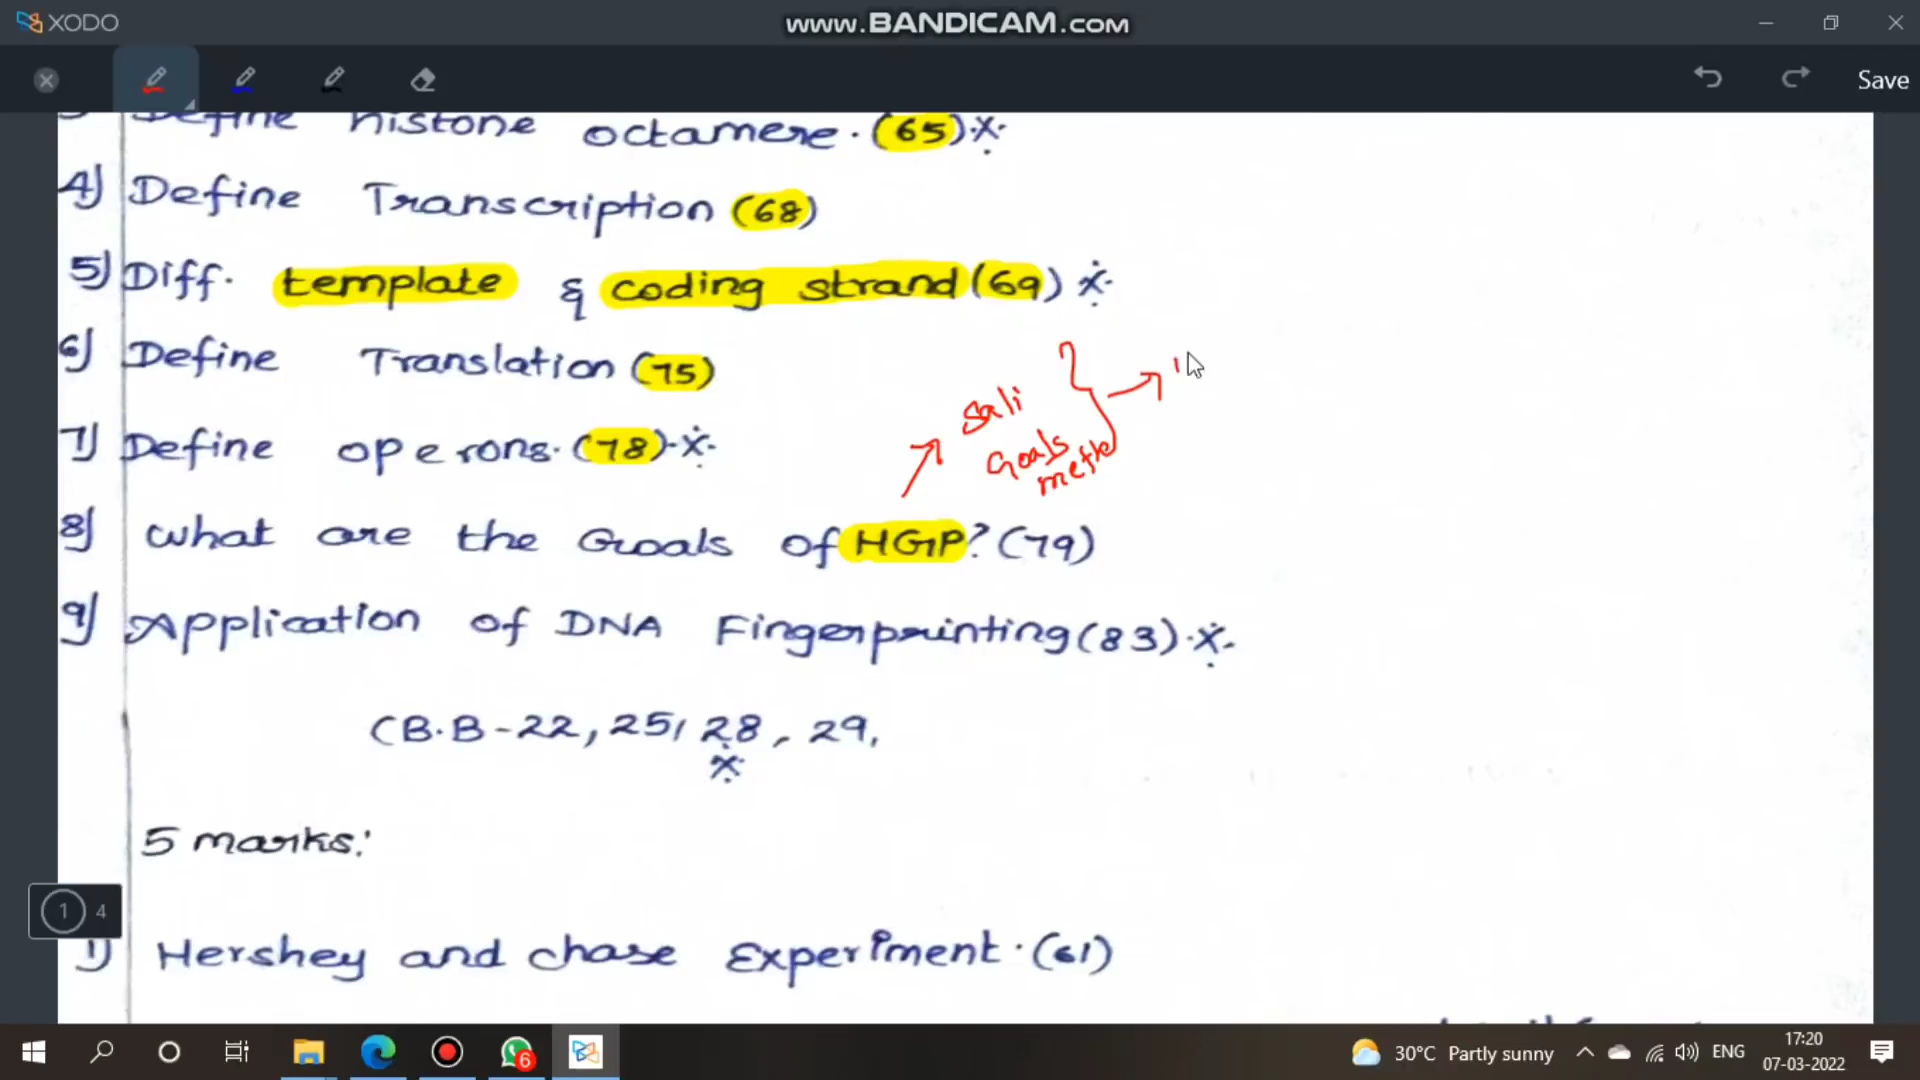 XODO
www.BANDICAM.com
Save
3 Define histone octamere. (65)
4) Define Transcription (68)
5) Diff. template & coding strand (69)
6) Define Translation (75)
7) Define operons. (78)
Sali
Goals
8) What are the Goals of HGP? (79)
9) Application of DNA Fingerprinting (83).
(B.B - 22, 25, 28, 29,
5 marks:
1 4
1) Hershey and chase Experiment. (61)
6
30°C Partly sunny
ENG
17:20
07-03-2022